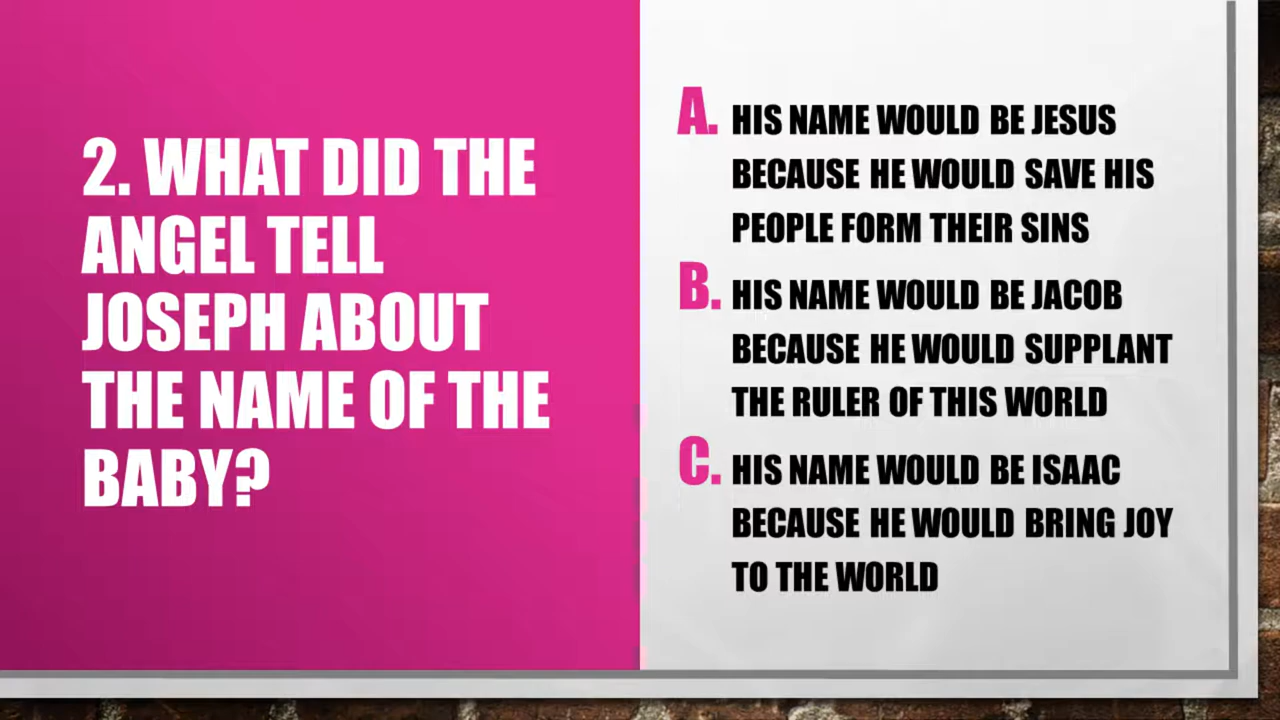 2. WHAT DID THE
ANGEL TELL
JOSEPH ABOUT
THE NAME OF THE
BABY?
A. HIS NAME WOULD BE JESUS
BECAUSE HE WOULD SAVE HIS
PEOPLE FORM THEIR SINS
B. HIS NAME WOULD BE JACOB
BECAUSE HE WOULD SUPPLANT
THE RULER OF THIS WORLD
C. HIS NAME WOULD BE ISAAC
BECAUSE HE WOULD BRING JOY
TO THE WORLD